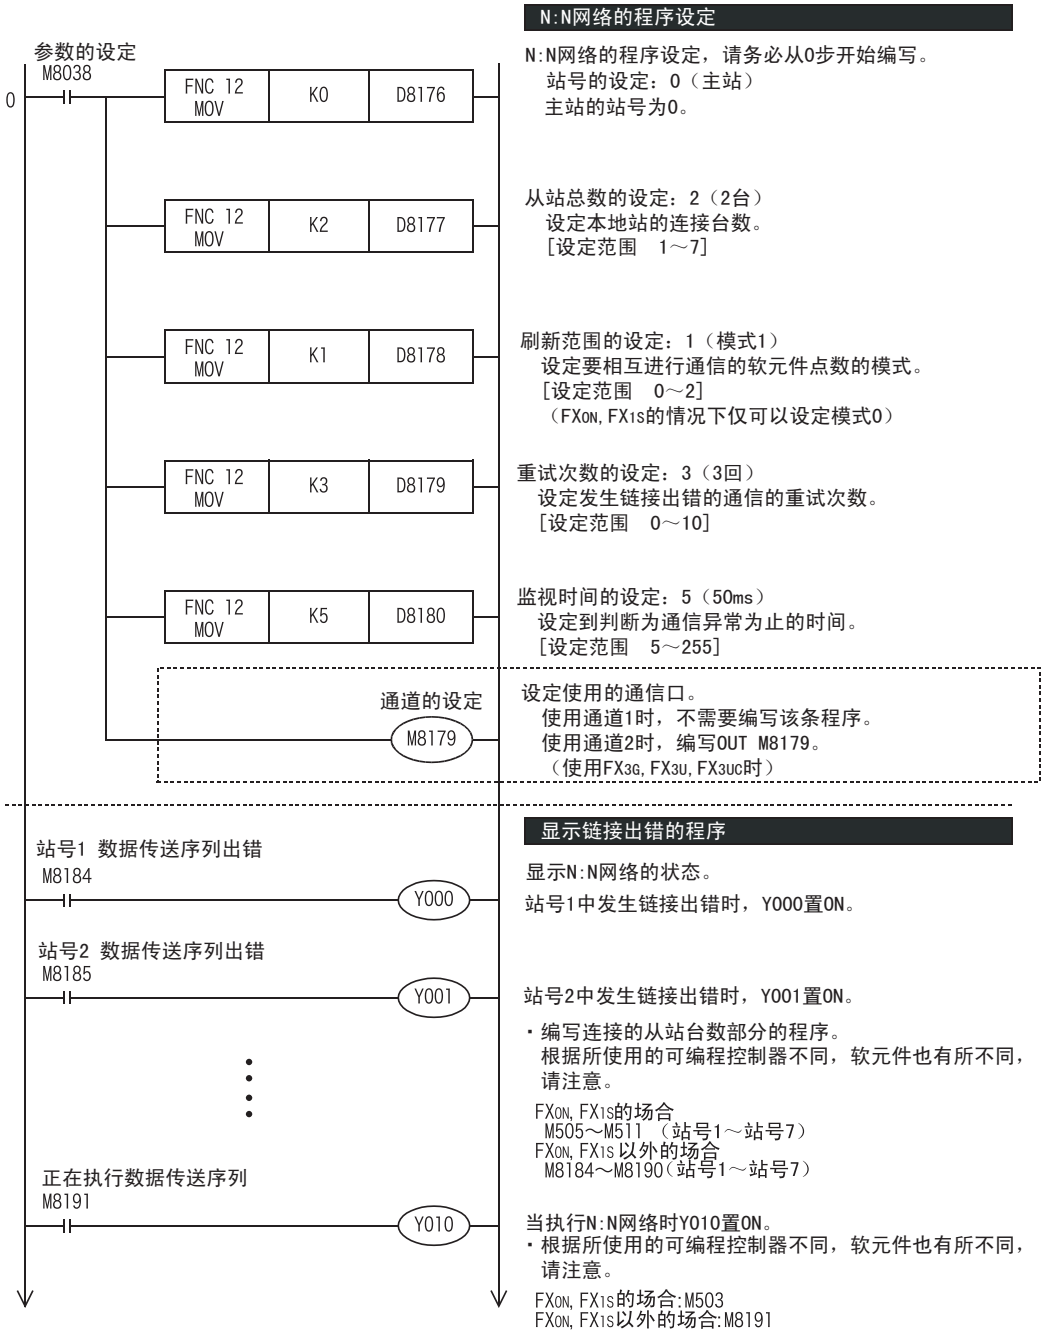 N:N网络的程序设定
参数的设定
N:N网络的程序设定，请务必从0步开始编写。
M8038
0
FNC 12
MOV
K0
D8176
站号的设定：0（主站）
主站的站号为0。
FNC 12
MOV
K2
D8177
从站总数的设定：2（2台）
设定本地站的连接台数。
[设定范围　1～7]
FNC 12
MOV
K1
D8178
刷新范围的设定：1（模式1）
设定要相互进行通信的软元件点数的模式。
[设定范围　0～2]
（FX0N,FX1S的情况下仅可以设定模式0）
FNC 12
MOV
K3
D8179
重试次数的设定：3（3回）
设定发生链接出错的通信的重试次数。
[设定范围　0～10]
FNC 12
MOV
K5
D8180
监视时间的设定：5（50ms）
设定到判断为通信异常为止的时间。
[设定范围　5～255]
通道的设定
M8179
设定使用的通信口。
使用通道1时，不需要编写该条程序。
使用通道2时，编写OUT M8179。
（使用FX3G,FX3U,FX3UC时）
显示链接出错的程序
站号1 数据传送序列出错
显示N:N网络的状态。
M8184
Y000
站号1中发生链接出错时，Y000置ON。
站号2 数据传送序列出错
M8185
Y001
站号2中发生链接出错时，Y001置ON。
・编写连接的从站台数部分的程序。
根据所使用的可编程控制器不同，软元件也有所不同，
请注意。
FX0N,FX1S的场合
M505～M511 （站号1～站号7）
FX0N,FX1S以外的场合
M8184～M8190（站号1～站号7）
正在执行数据传送序列
M8191
Y010
当执行N:N网络时Y010置ON。
・根据所使用的可编程控制器不同，软元件也有所不同，
请注意。
FX0N,FX1S的场合:M503
FX0N,FX1S以外的场合:M8191